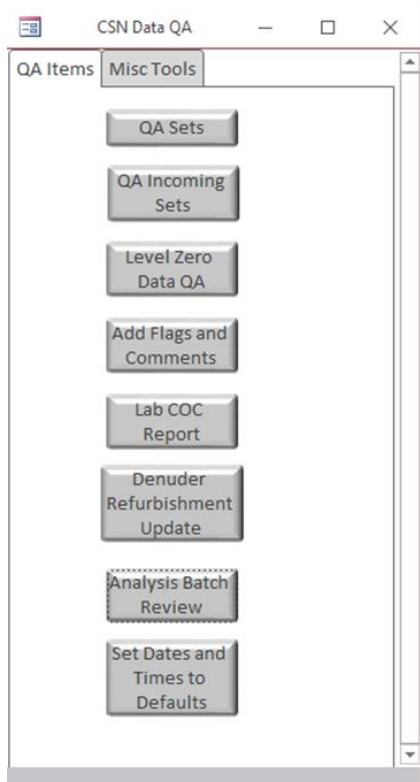 CSN Data QA
QA Items Misc Tools
QA Sets
QA Incoming
Sets
Level Zero
Data QA
Add Flags and
Comments
Lab COC
Report
Denuder
Refurbishment
Update
Analysis Batch
Review
Set Dates and
Times to
Defaults